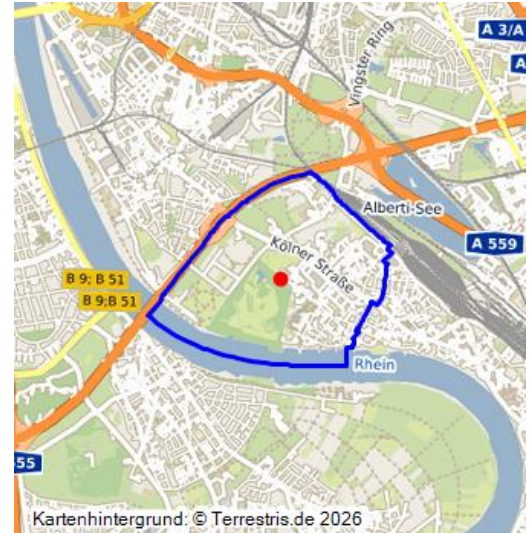 A 3/A
A
Vingster Ring
Alberti-See
A 559
Kölner Straße
B 9; B 51
B 9;B 51
Rhein
55
Kartenhintergrund: © Terrestris.de 2026